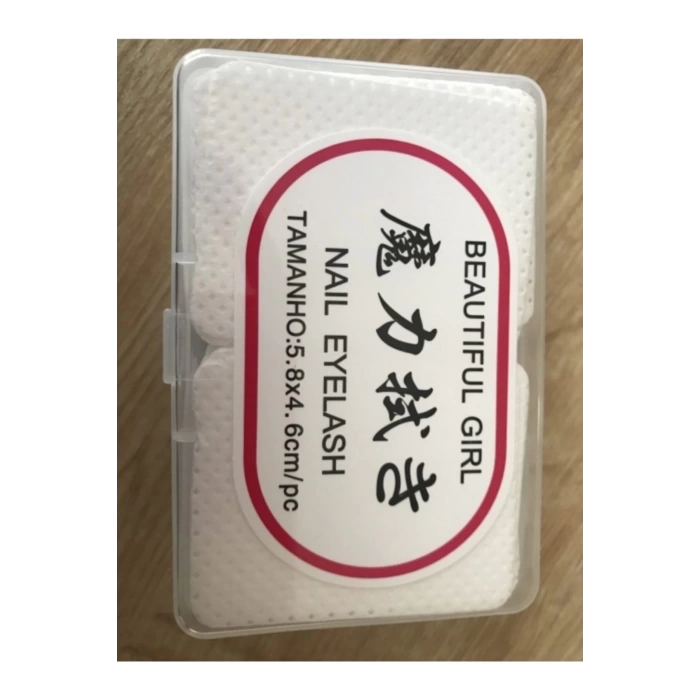 BEAUTIFUL GIRL
魔力拭き
NAIL EYELASH
TAMANHO:5.8x4.6cm/pc